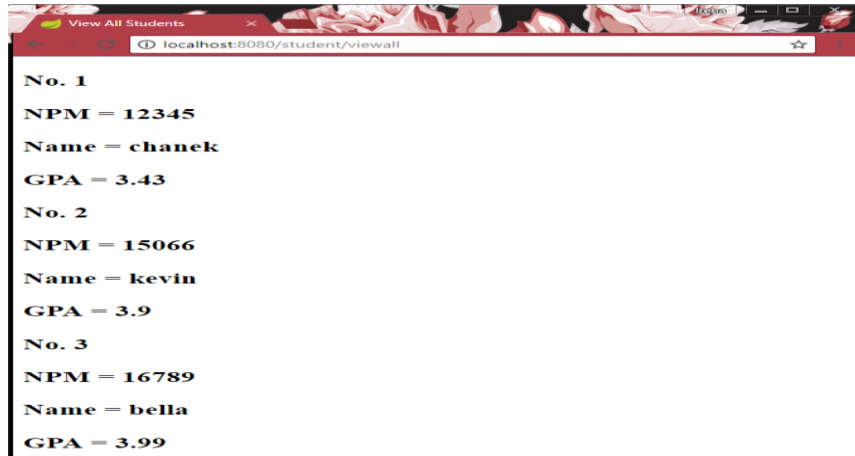 View All Students
localhost:8080/student/viewall
No. 1
NPM = 12345
Name = chanek
GPA = 3.43
No. 2
NPM = 15066
Name = kevin
GPA = 3.9
No. 3
NPM = 16789
Name = bella
GPA = 3.99